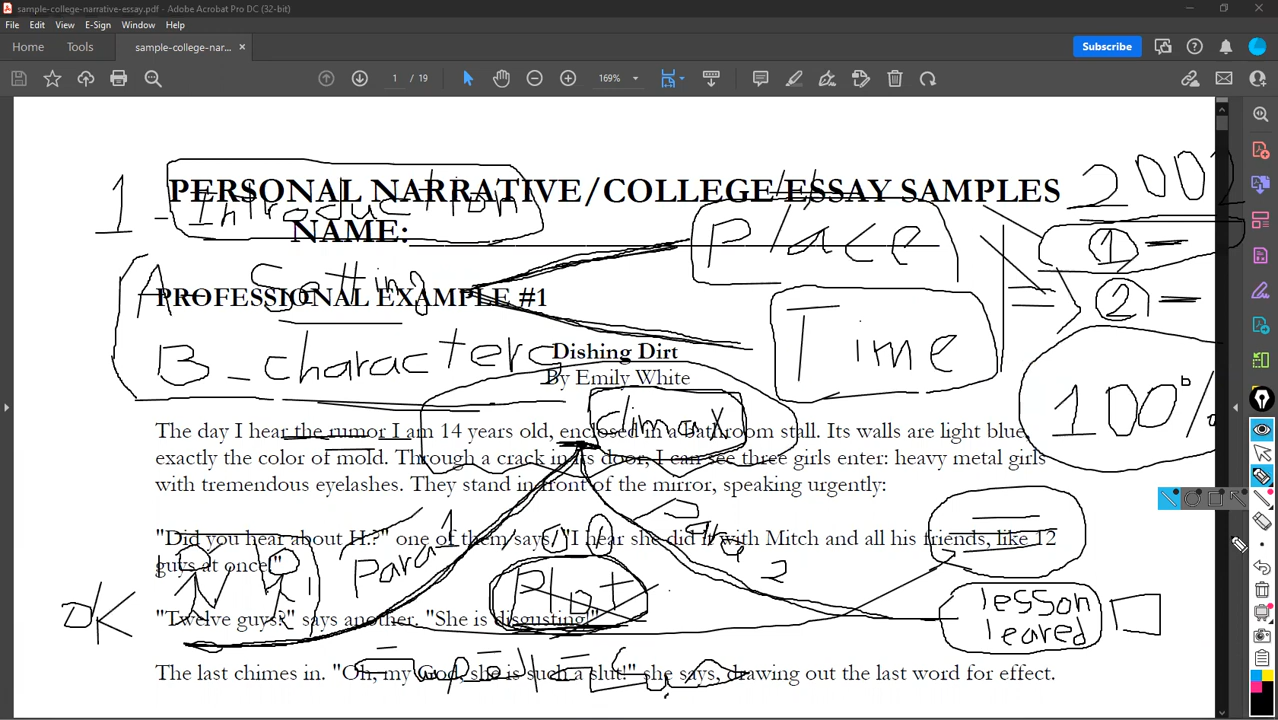 sample-college-narrative-essay.pdf - Adobe Acrobat Pro DC (32-bit)
File Edit View E-Sign Window Help
Home Tools sample-college-nar... × Subscribe
1 / 19 169%
PERSONAL NARRATIVE/COLLEGE ESSAY SAMPLES
NAME:
2002
1 - Introduction
Place
1 =
PROFESSIONAL EXAMPLE #1
A - Satting
2 =
Time
B - characters
100%
Dishing Dirt
By Emily White
climax
The day I hear the rumor I am 14 years old, enclosed in a bathroom stall. Its walls are light blue,
exactly the color of mold. Through a crack in its door, I can see three girls enter: heavy metal girls
with tremendous eyelashes. They stand in front of the mirror, speaking urgently:
"Did you hear about H.?" one of them says. "I hear she did it with Mitch and all his friends, like 12
guys at once."
Para 1
2
Plot
lesson
leared
"Twelve guys?" says another. "She is disgusting."
The last chimes in. "Oh, my God, she is such a slut!" she says, drawing out the last word for effect.